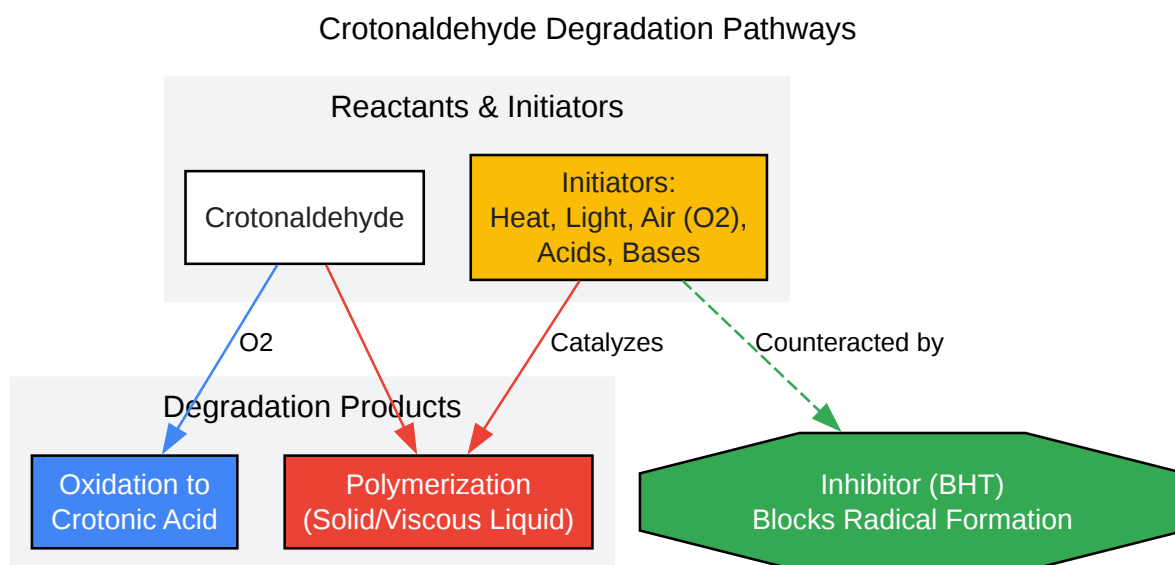 Crotonaldehyde Degradation Pathways
Reactants & Initiators
Crotonaldehyde
Initiators:
Heat, Light, Air (O2),
Acids, Bases
O2
Catalyzes
Counteracted by
Degradation Products
Oxidation to
Crotonic Acid
Polymerization
(Solid/Viscous Liquid)
Inhibitor (BHT)
Blocks Radical Formation